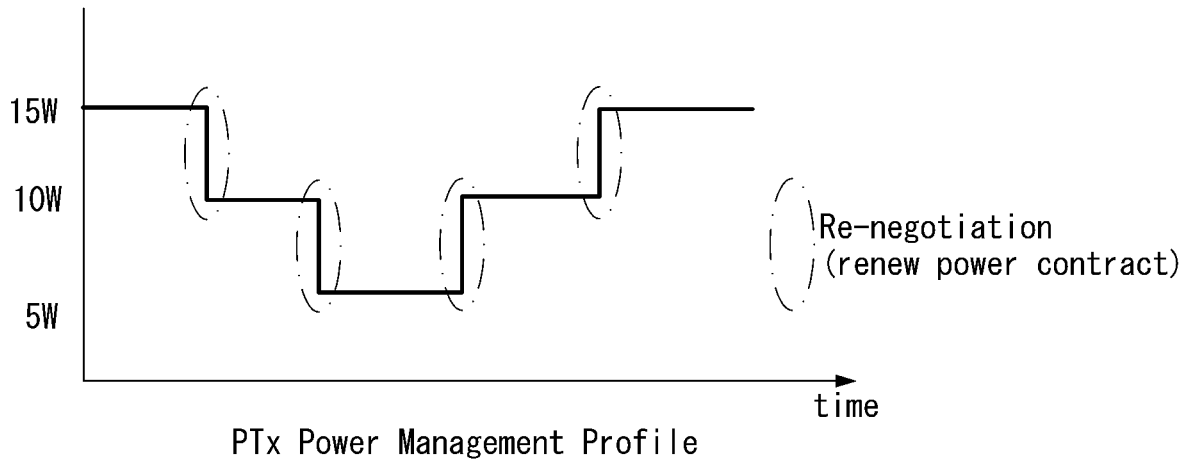 15W
10W
5W
Re-negotiation
(renew power contract)
time
PTx Power Management Profile